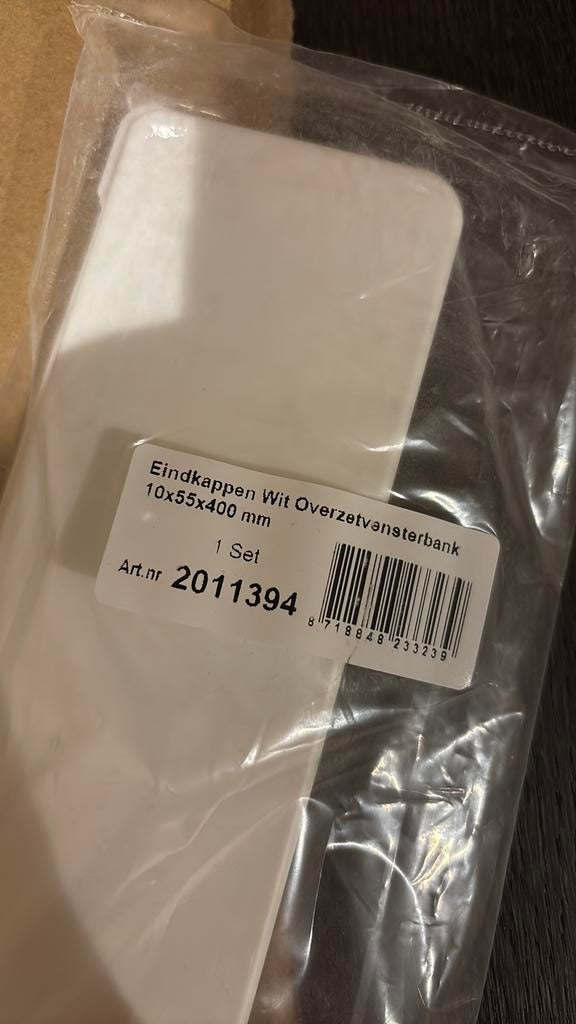 Eindkappen Wit Overzetvensterbank
10x55x400 mm
1 Set
Art.nr 2011394
8 718848 233239